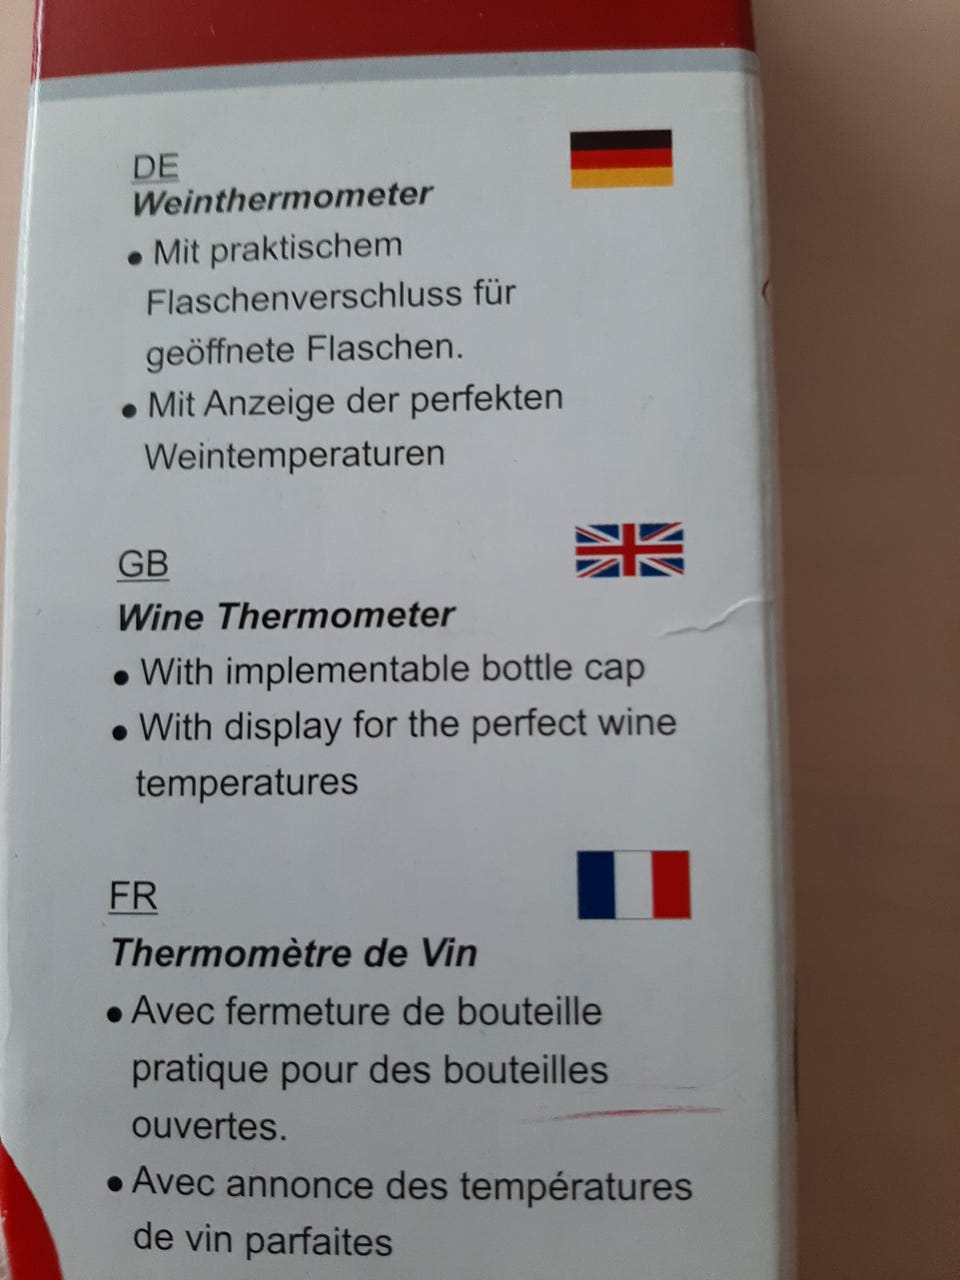 DE
Weinthermometer
• Mit praktischem
Flaschenverschluss für
geöffnete Flaschen.
• Mit Anzeige der perfekten
Weintemperaturen
GB
Wine Thermometer
• With implementable bottle cap
• With display for the perfect wine
temperatures
FR
Thermomètre de Vin
• Avec fermeture de bouteille
pratique pour des bouteilles
ouvertes.
• Avec annonce des températures
de vin parfaites